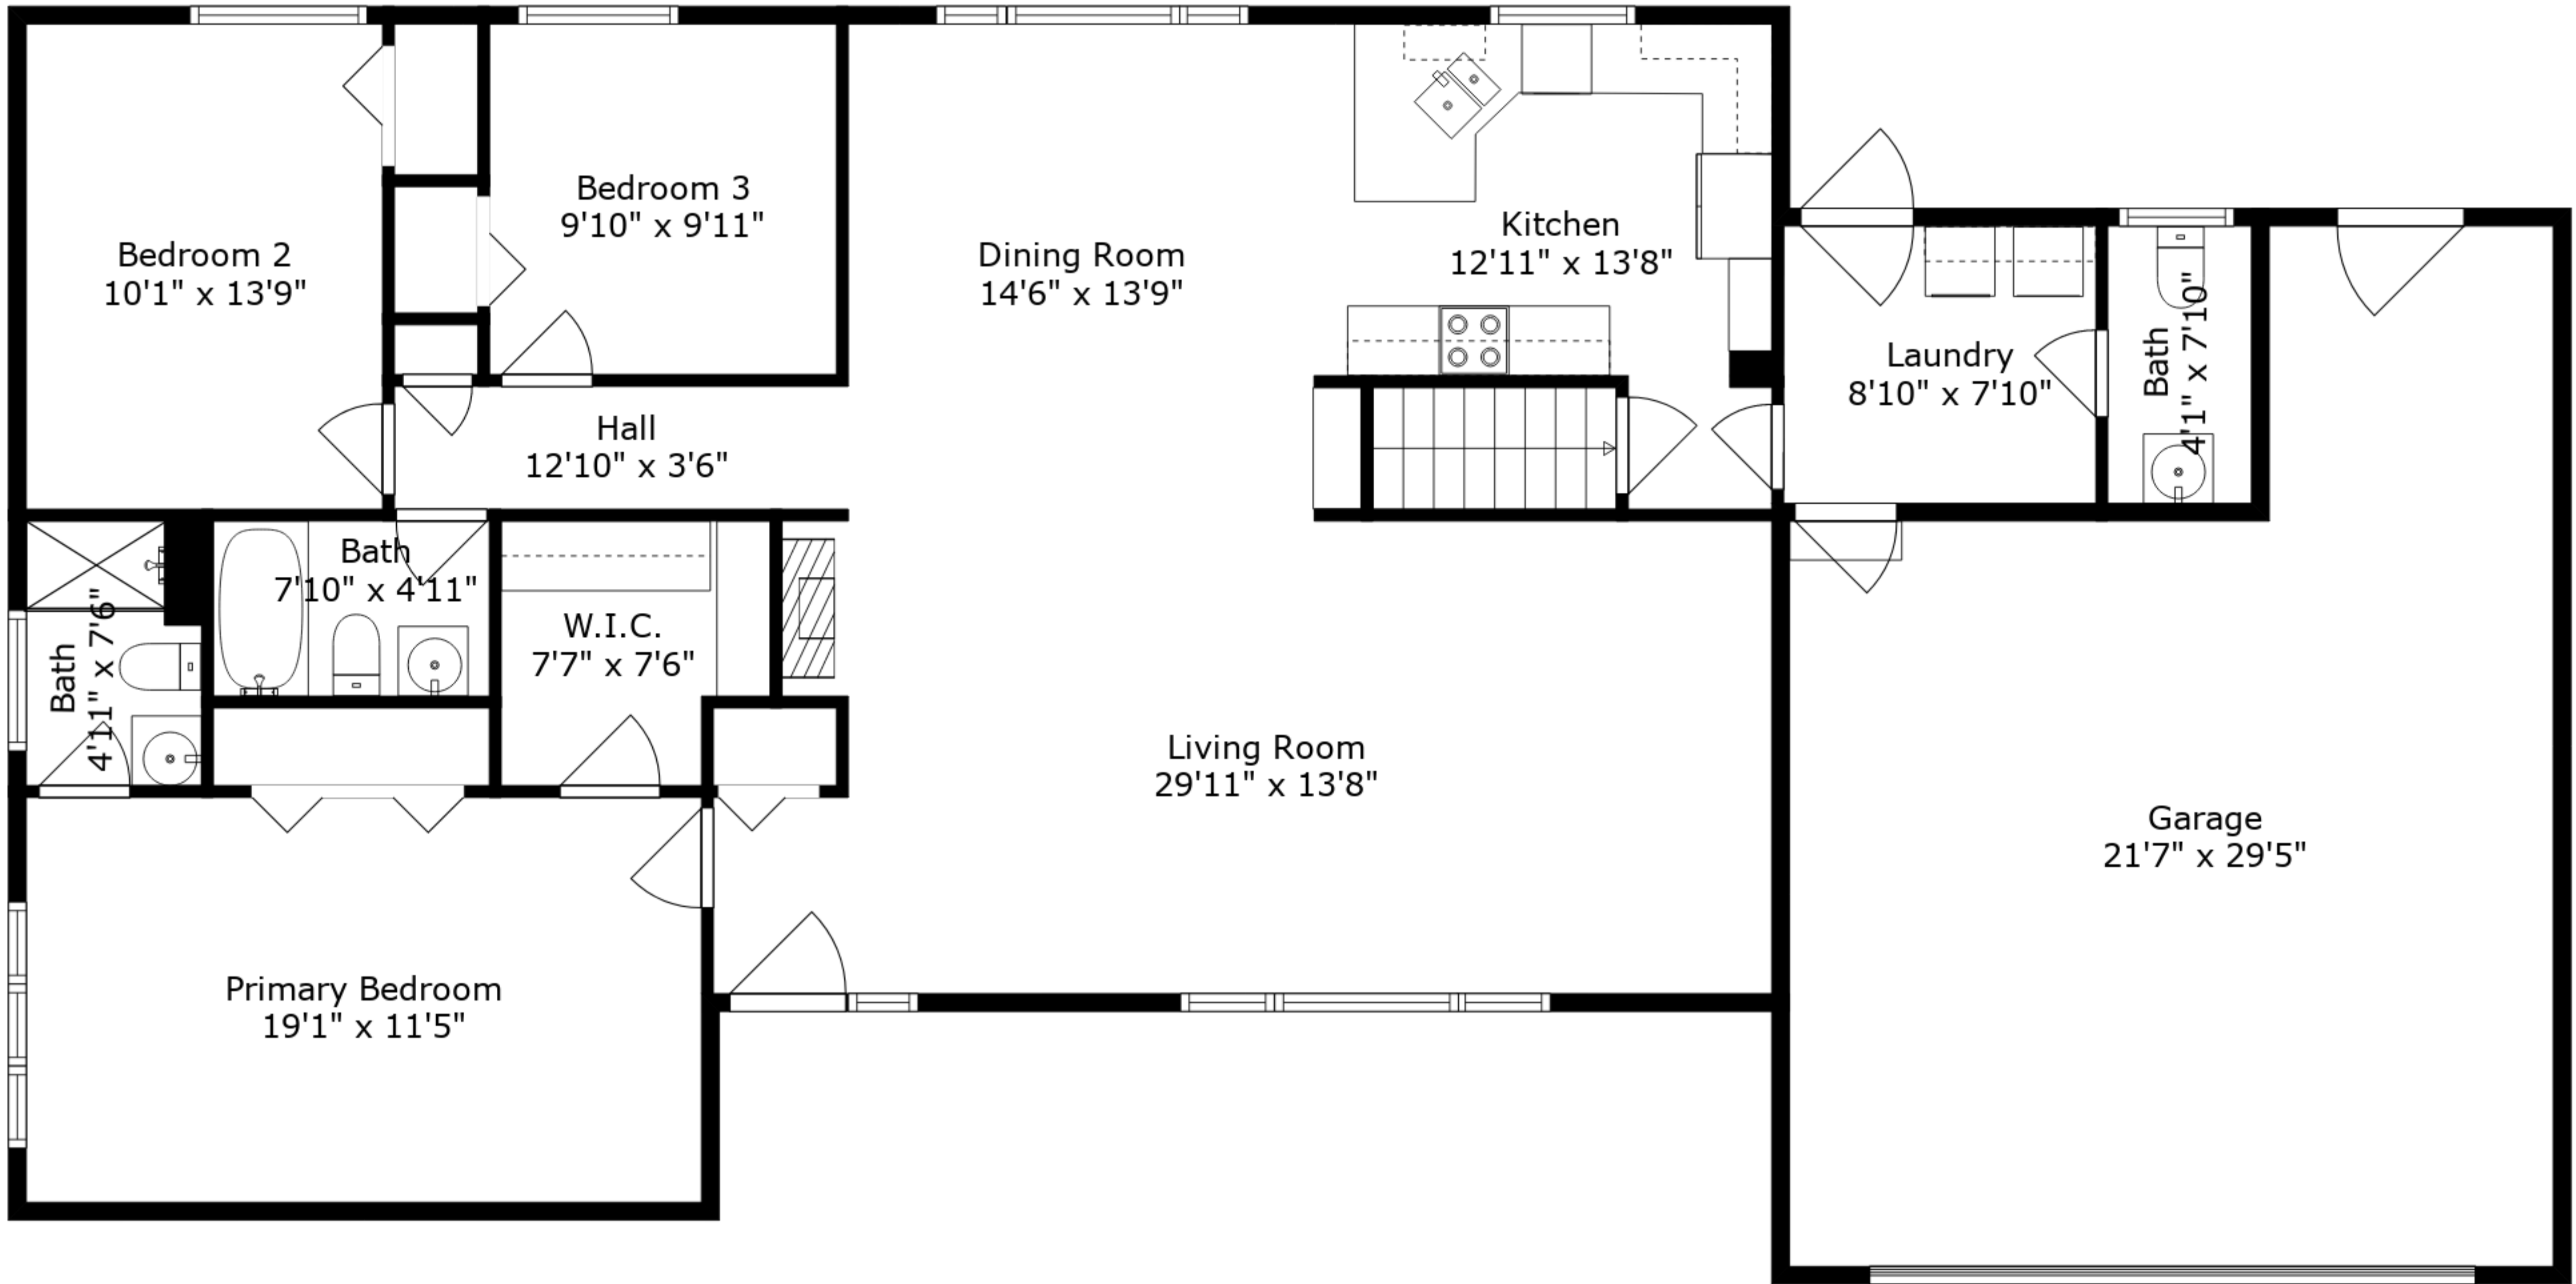 Bedroom 2
10'1" x 13'9"
Bedroom 3
9'10" x 9'11"
Dining Room
14'6" x 13'9"
Kitchen
12'11" x 13'8"
Laundry
8'10" x 7'10"
Bath
4'1" x 7'10"
Hall
12'10" x 3'6"
Bath
4'11" x 7'6"
Bath
7'10" x 4'11"
W.I.C.
7'7" x 7'6"
Living Room
29'11" x 13'8"
Garage
21'7" x 29'5"
Primary Bedroom
19'1" x 11'5"